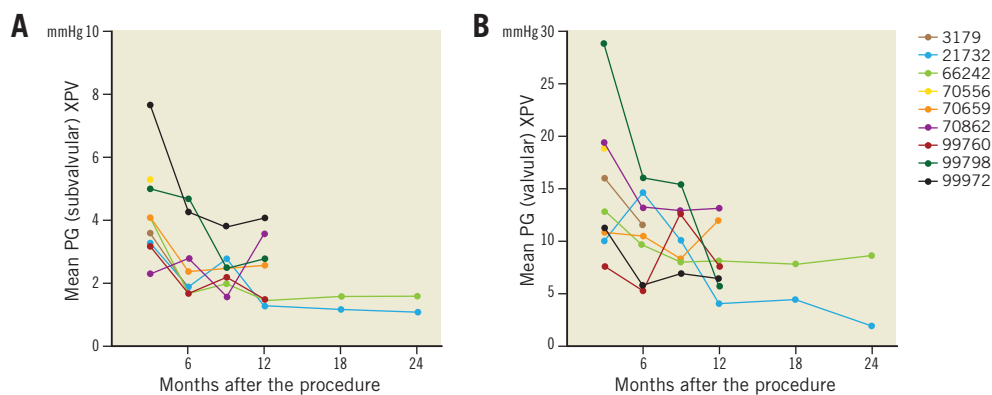 A
mmHg 10
8
6
4
2
0
Mean PG (subvalvular) XPV
6 12 18 24
Months after the procedure
B
mmHg 30
25
20
15
10
5
0
Mean PG (valvular) XPV
6 12 18 24
Months after the procedure
3179
21732
66242
70556
70659
70862
99760
99798
99972